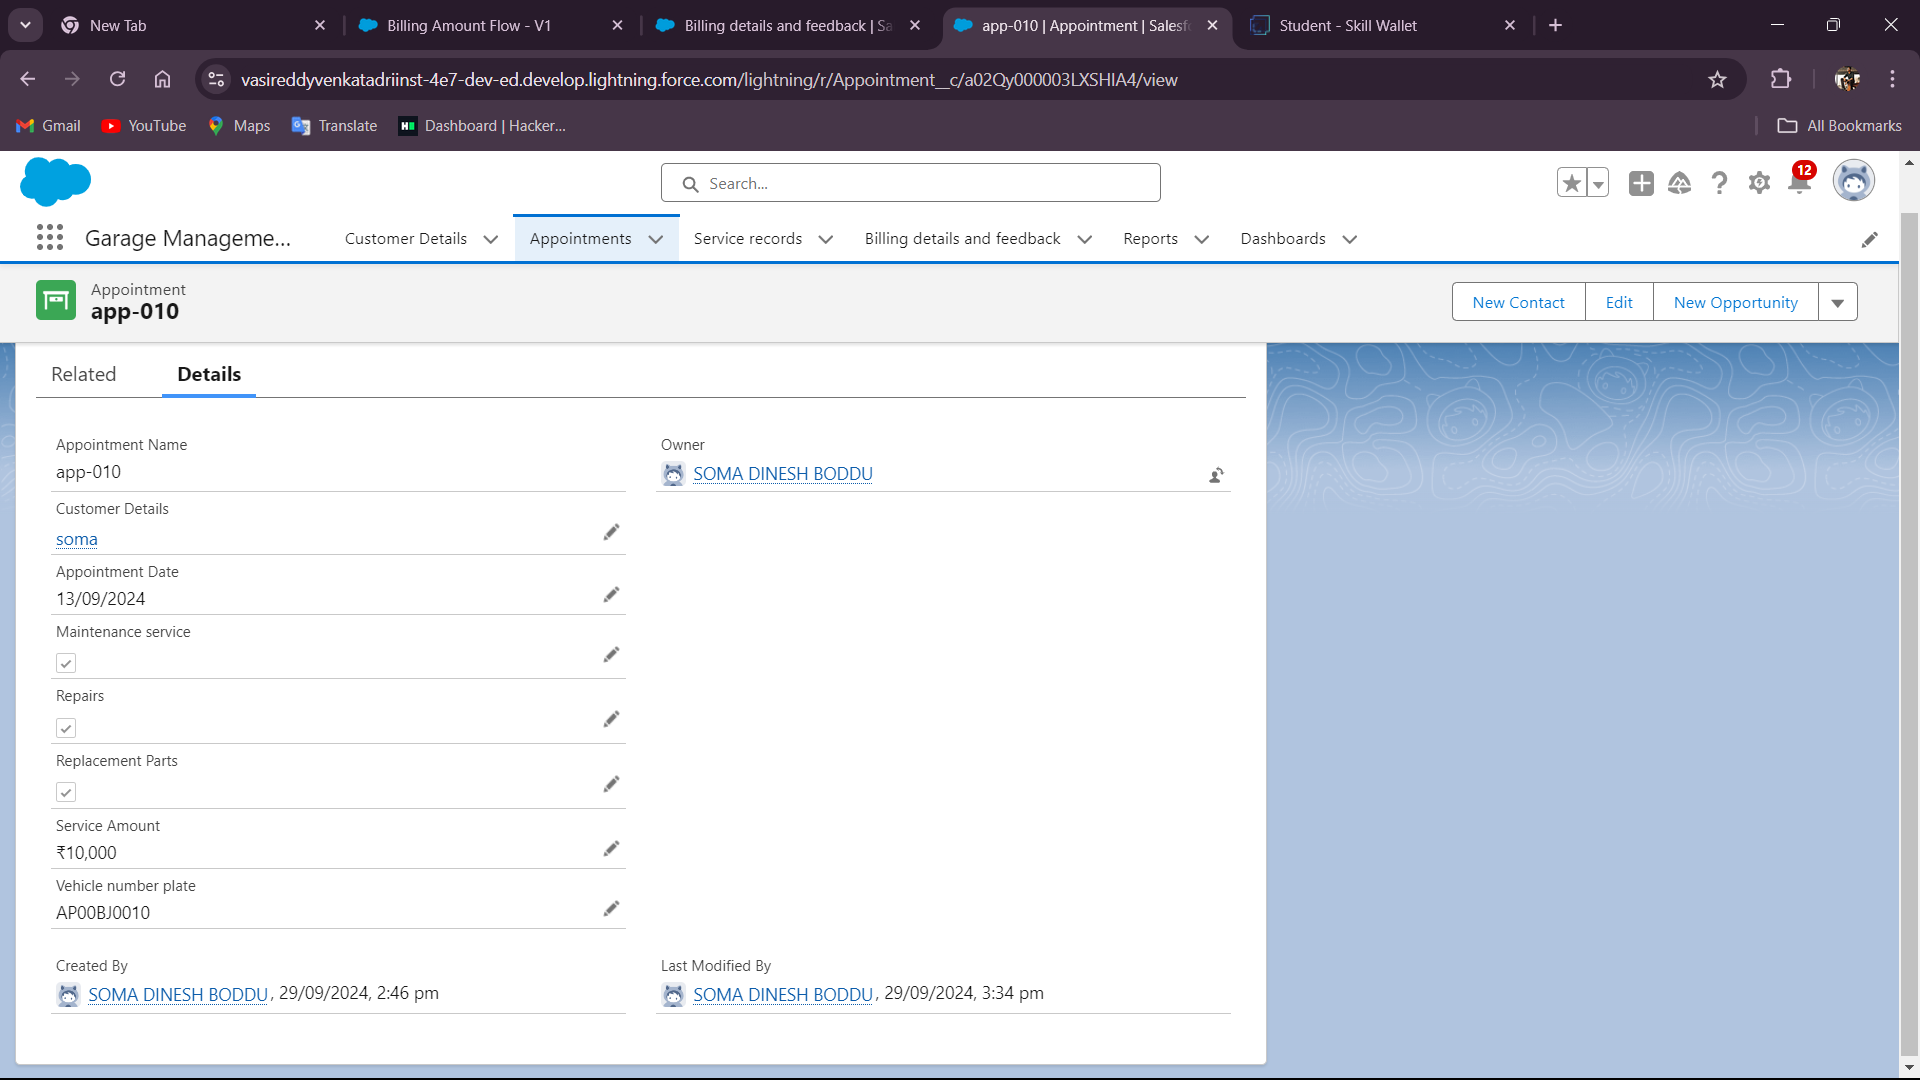 New Tab
Billing Amount Flow - V1
Billing details and feedback | Sa
app-010 | Appointment | Salesfo
Student - Skill Wallet
vasireddyvenkatadriinst-4e7-dev-ed.develop.lightning.force.com/lightning/r/Appointment__c/a02Qy000003LXSHIA4/view
Gmail
YouTube
Maps
Translate
Dashboard | Hacker...
All Bookmarks
Search...
12
Garage Manageme...
Customer Details
Appointments
Service records
Billing details and feedback
Reports
Dashboards
Appointment
app-010
New Contact
Edit
New Opportunity
Related
Details
Appointment Name
app-010
Owner
SOMA DINESH BODDU
Customer Details
soma
Appointment Date
13/09/2024
Maintenance service
Repairs
Replacement Parts
Service Amount
₹10,000
Vehicle number plate
AP00BJ0010
Created By
SOMA DINESH BODDU, 29/09/2024, 2:46 pm
Last Modified By
SOMA DINESH BODDU, 29/09/2024, 3:34 pm